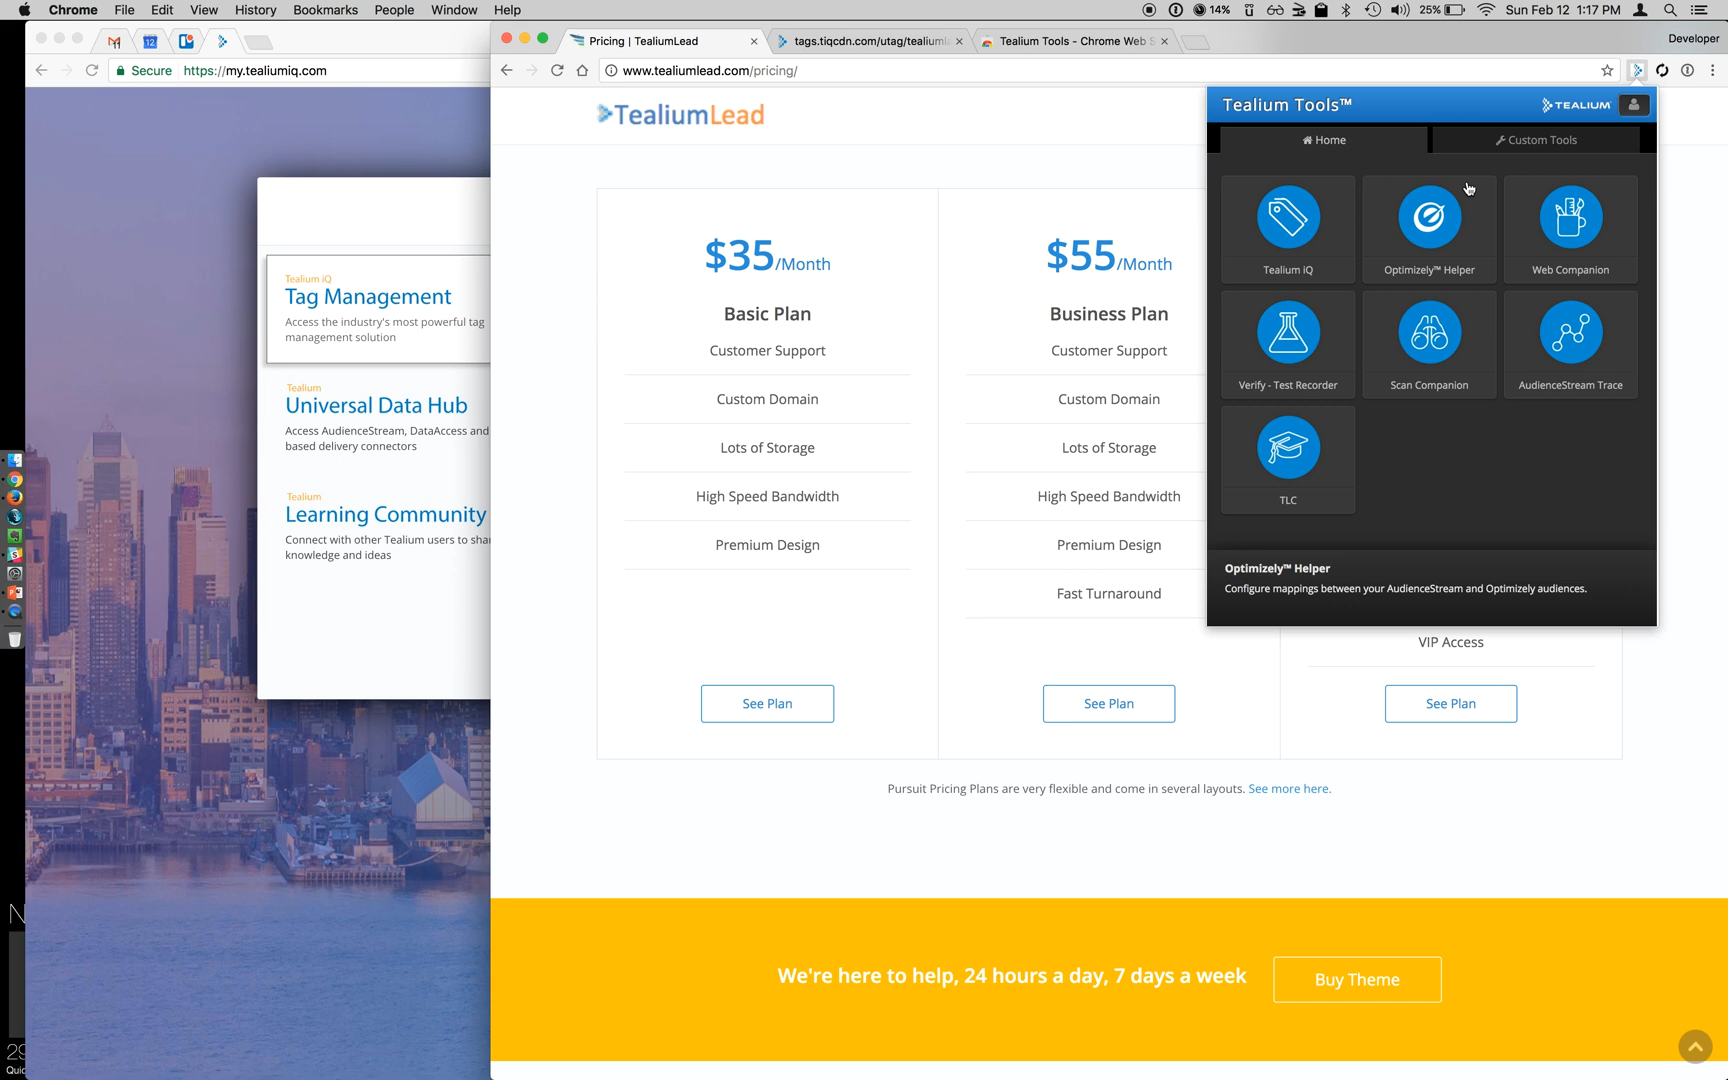 Chrome File Edit View History Bookmarks People Window Help
14% 25% Sun Feb 12 1:17 PM
12
Pricing | TealiumLead
tags.tiqcdn.com/utag/tealiuml
Tealium Tools - Chrome Web S
Developer
Secure https://my.tealiumiq.com
www.tealiumlead.com/pricing/
Tealium iQ
Tag Management
Access the industry's most powerful tag
management solution
Tealium
Universal Data Hub
Access AudienceStream, DataAccess and
based delivery connectors
Tealium
Learning Community
Connect with other Tealium users to sha
knowledge and ideas
TealiumLead
$35/Month
Basic Plan
Customer Support
Custom Domain
Lots of Storage
High Speed Bandwidth
Premium Design
See Plan
$55/Month
Business Plan
Customer Support
Custom Domain
Lots of Storage
High Speed Bandwidth
Premium Design
Fast Turnaround
See Plan
VIP Access
See Plan
Tealium Tools™
TEALIUM
Home
Custom Tools
Tealium iQ
Optimizely™ Helper
Web Companion
Verify - Test Recorder
Scan Companion
AudienceStream Trace
TLC
Optimizely™ Helper
Configure mappings between your AudienceStream and Optimizely audiences.
Pursuit Pricing Plans are very flexible and come in several layouts. See more here.
We're here to help, 24 hours a day, 7 days a week
Buy Theme
N
29
Quic